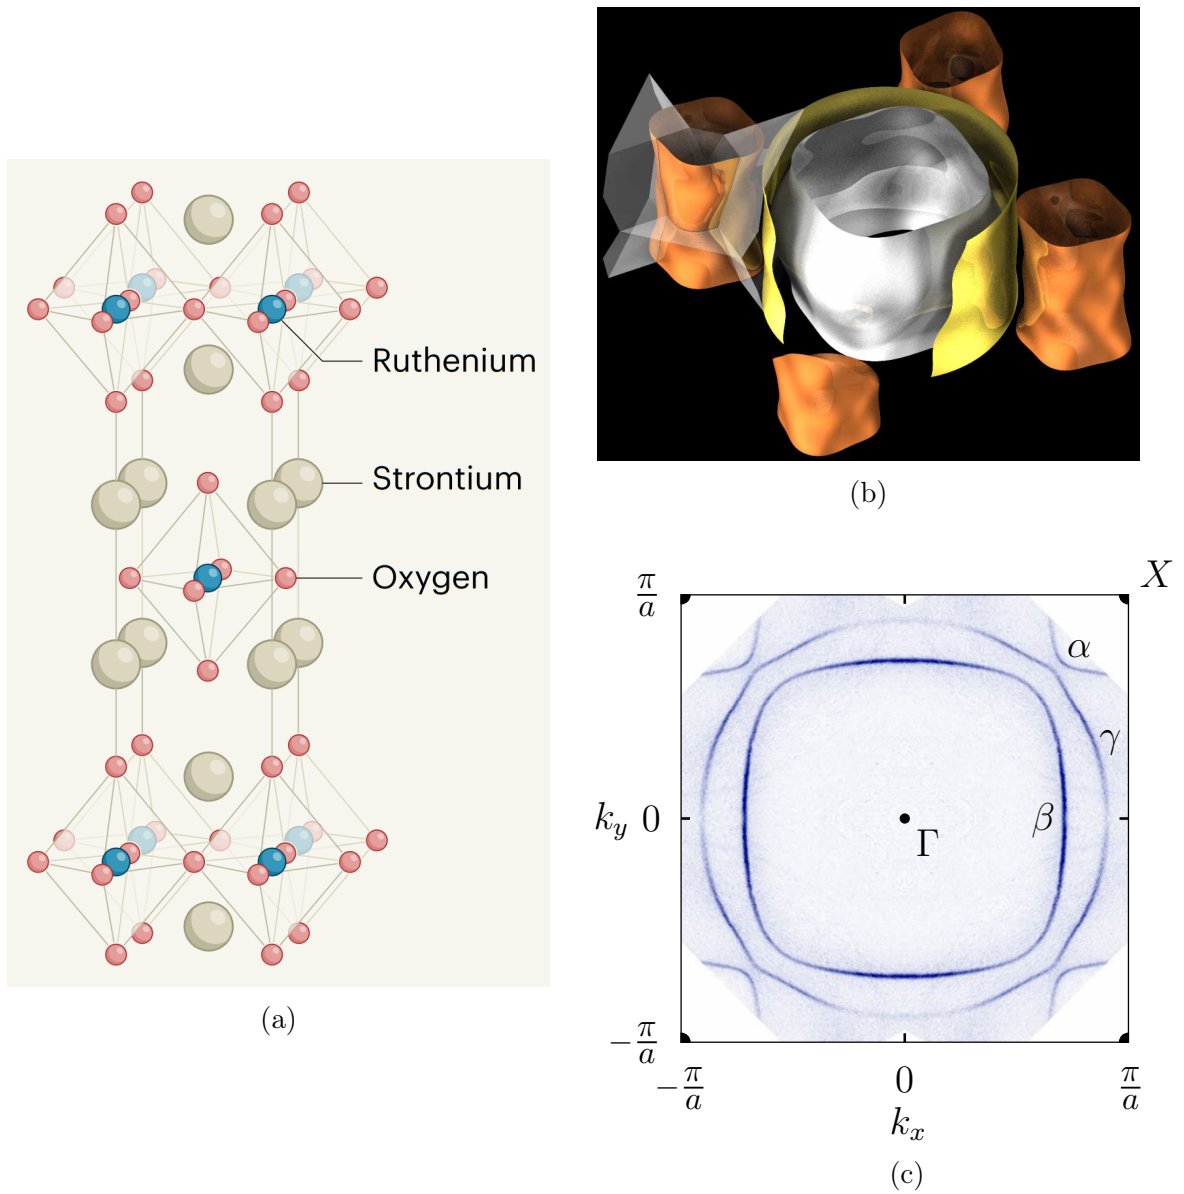 Ruthenium
Strontium
Oxygen
(a)
(b)
π/a
X
α
γ
k_y 0
β
Γ
−π/a
−π/a 0 π/a
k_x
(c)